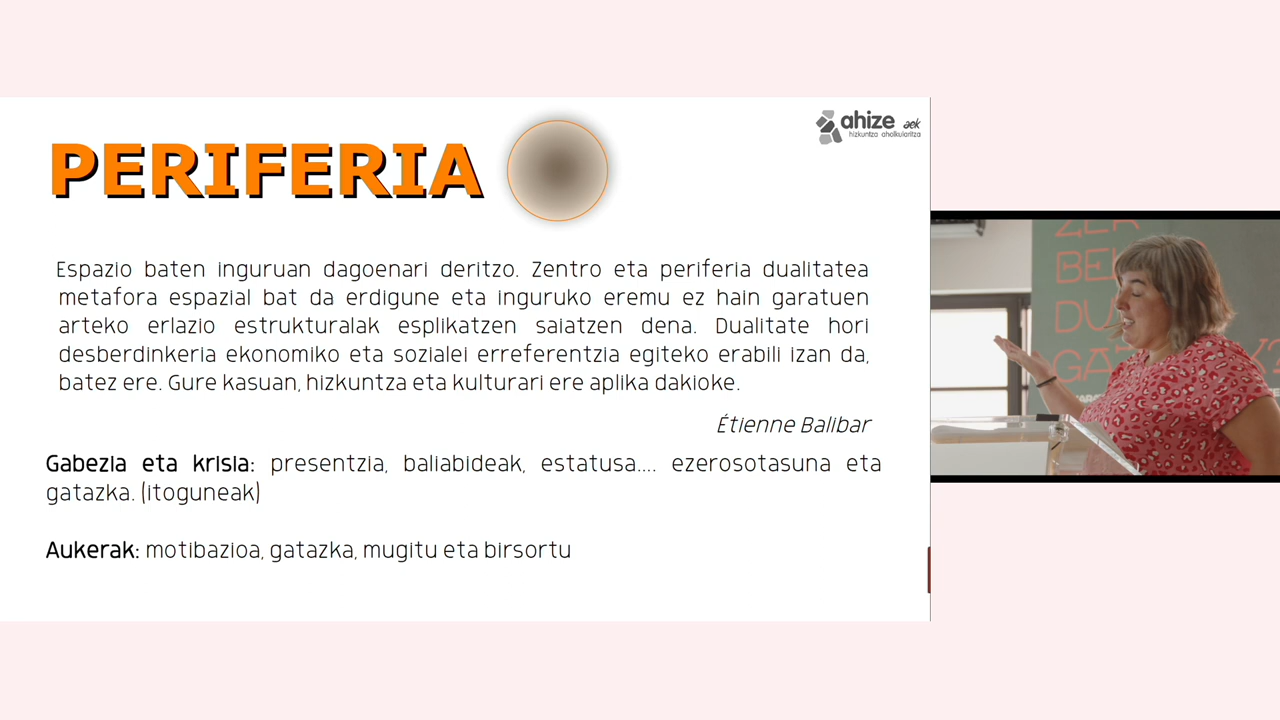 PERIFERIA
ahize aek
hizkuntza aholkularitza
Espazio baten inguruan dagoenari deritzo. Zentro eta periferia dualitatea
metafora espazial bat da erdigune eta inguruko eremu ez hain garatuen
arteko erlazio estrukturalak esplikatzen saiatzen dena. Dualitate hori
desberdinkeria ekonomiko eta sozialei erreferentzia egiteko erabili izan da,
batez ere. Gure kasuan, hizkuntza eta kulturari ere aplika dakioke.
Étienne Balibar
Gabezia eta krisia: presentzia, baliabideak, estatusa.... ezerosotasuna eta
gatazka. (itoguneak)
Aukerak: motibazioa, gatazka, mugitu eta birsortu
ZER